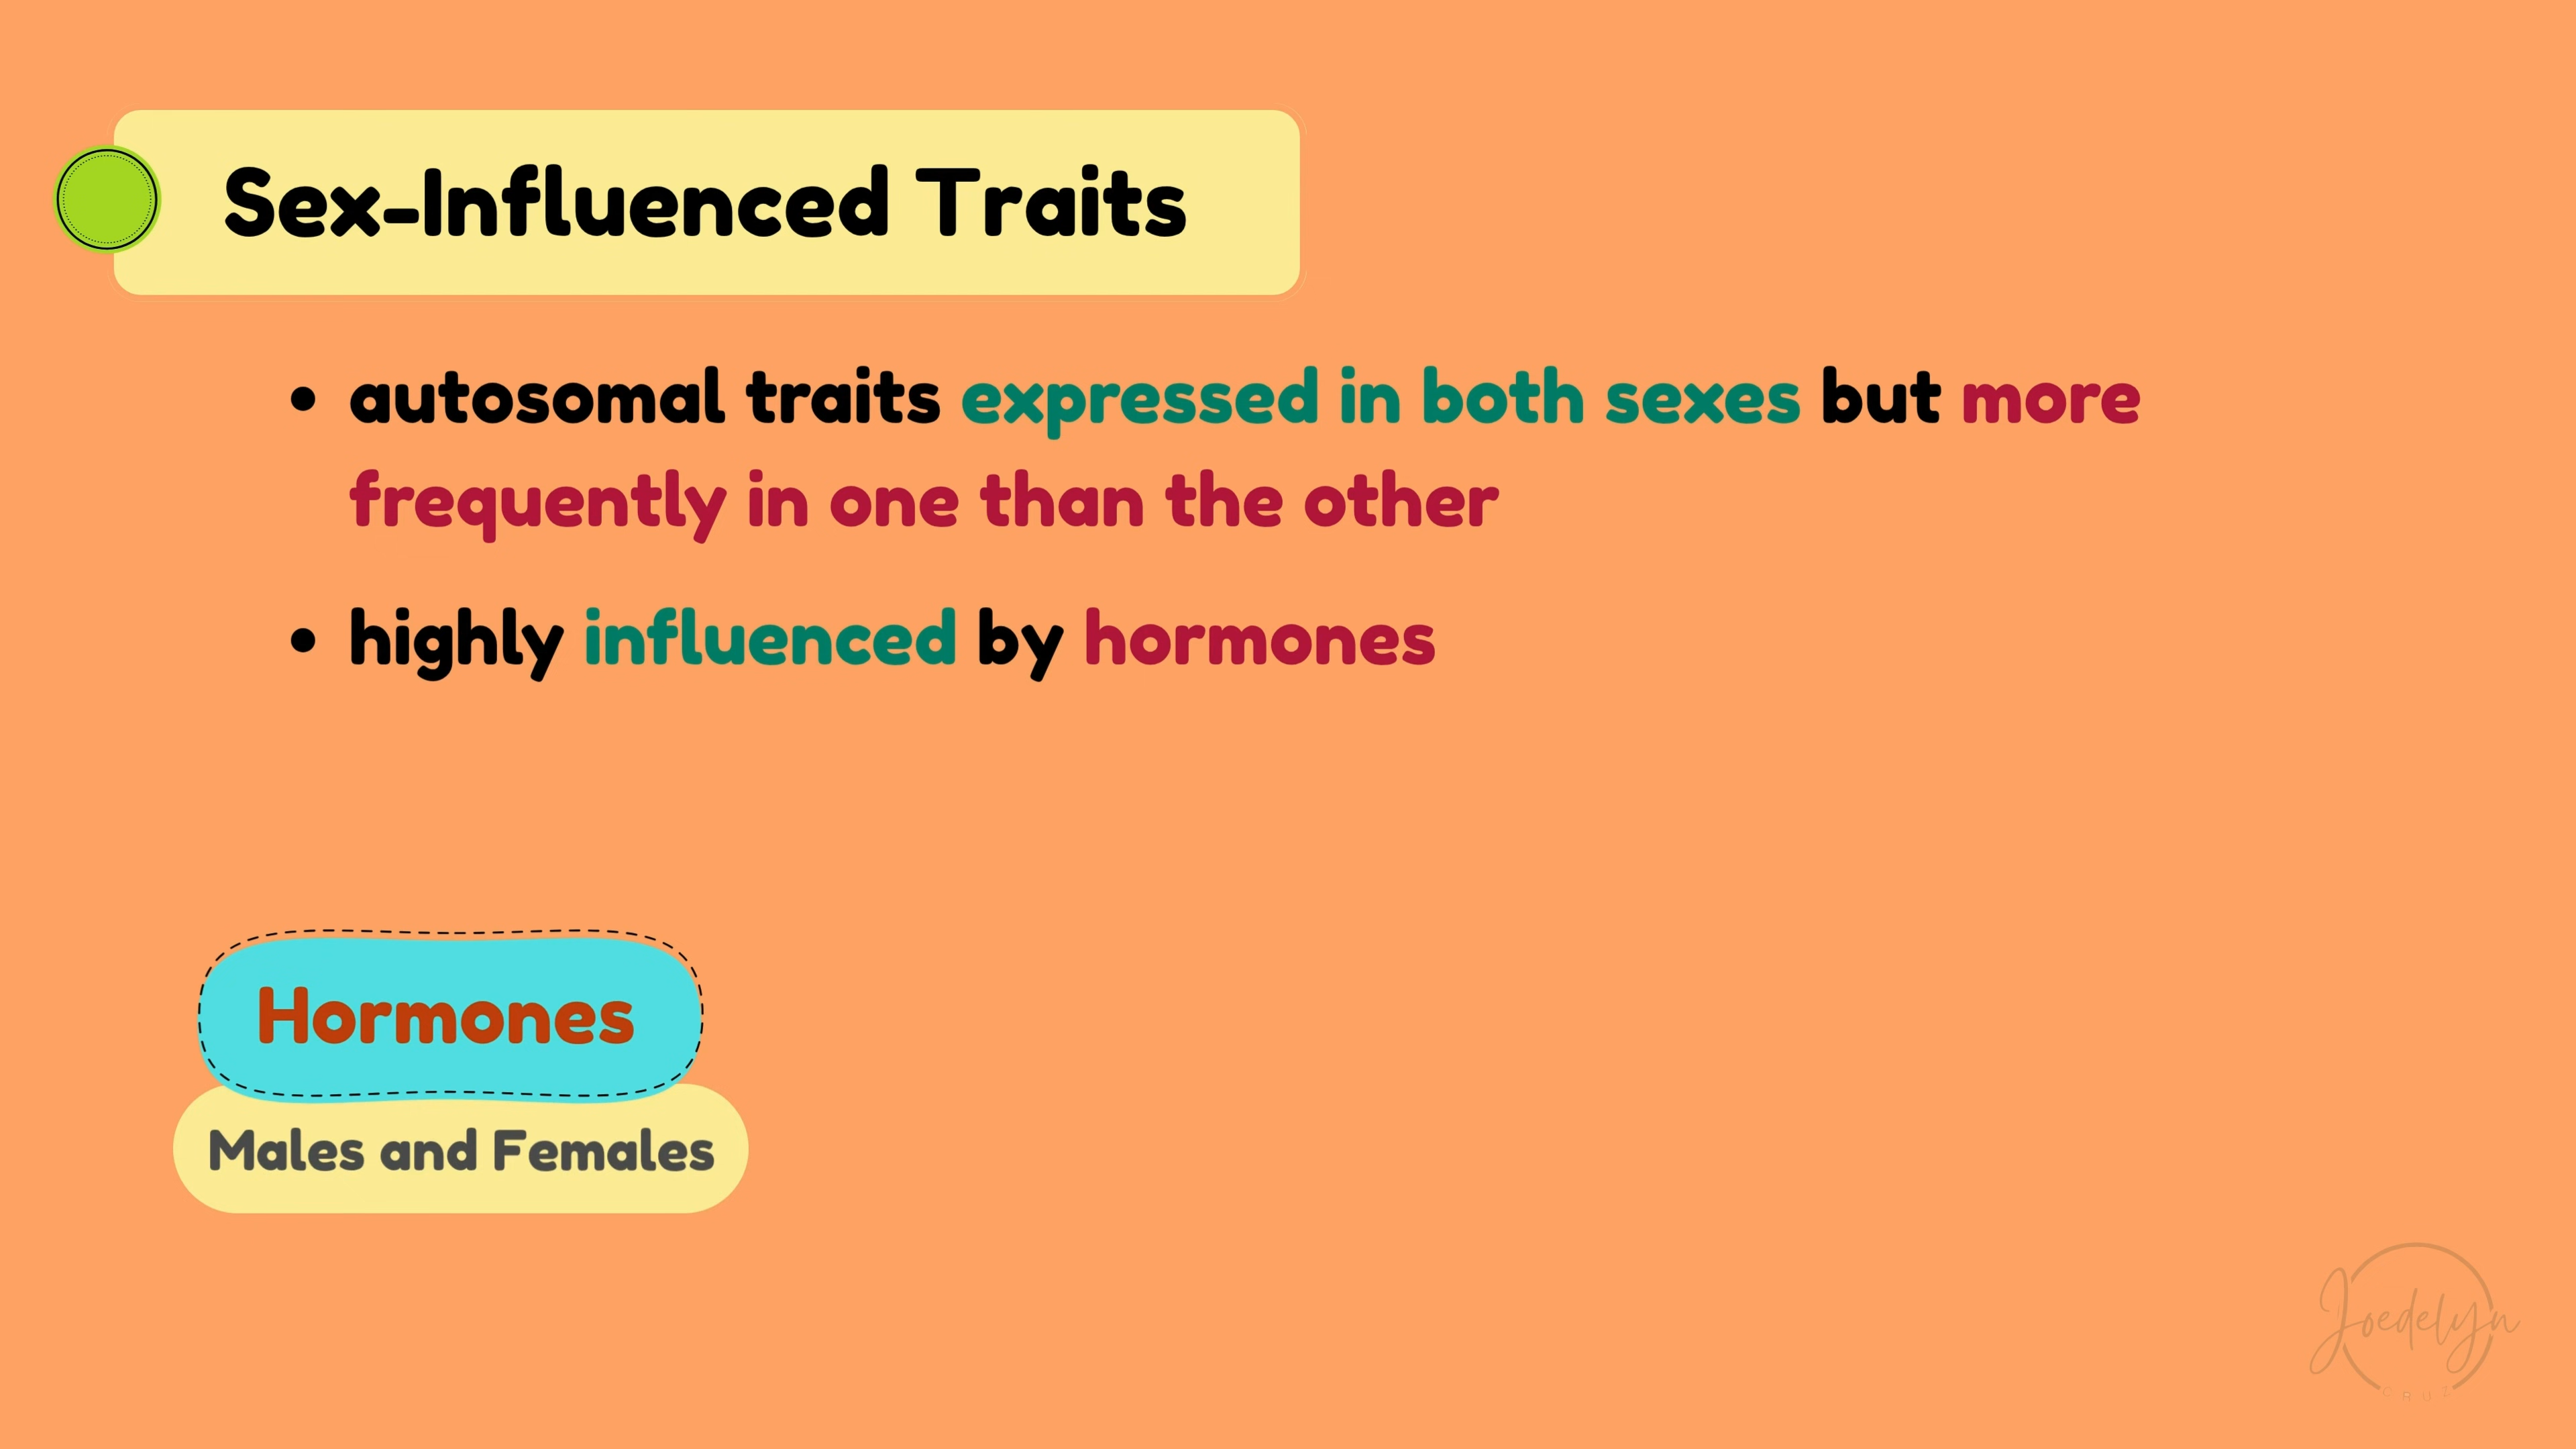 Sex-Influenced Traits
• autosomal traits expressed in both sexes but more
frequently in one than the other
• highly influenced by hormones
Hormones
Males and Females
Joedelyn
CRUZ